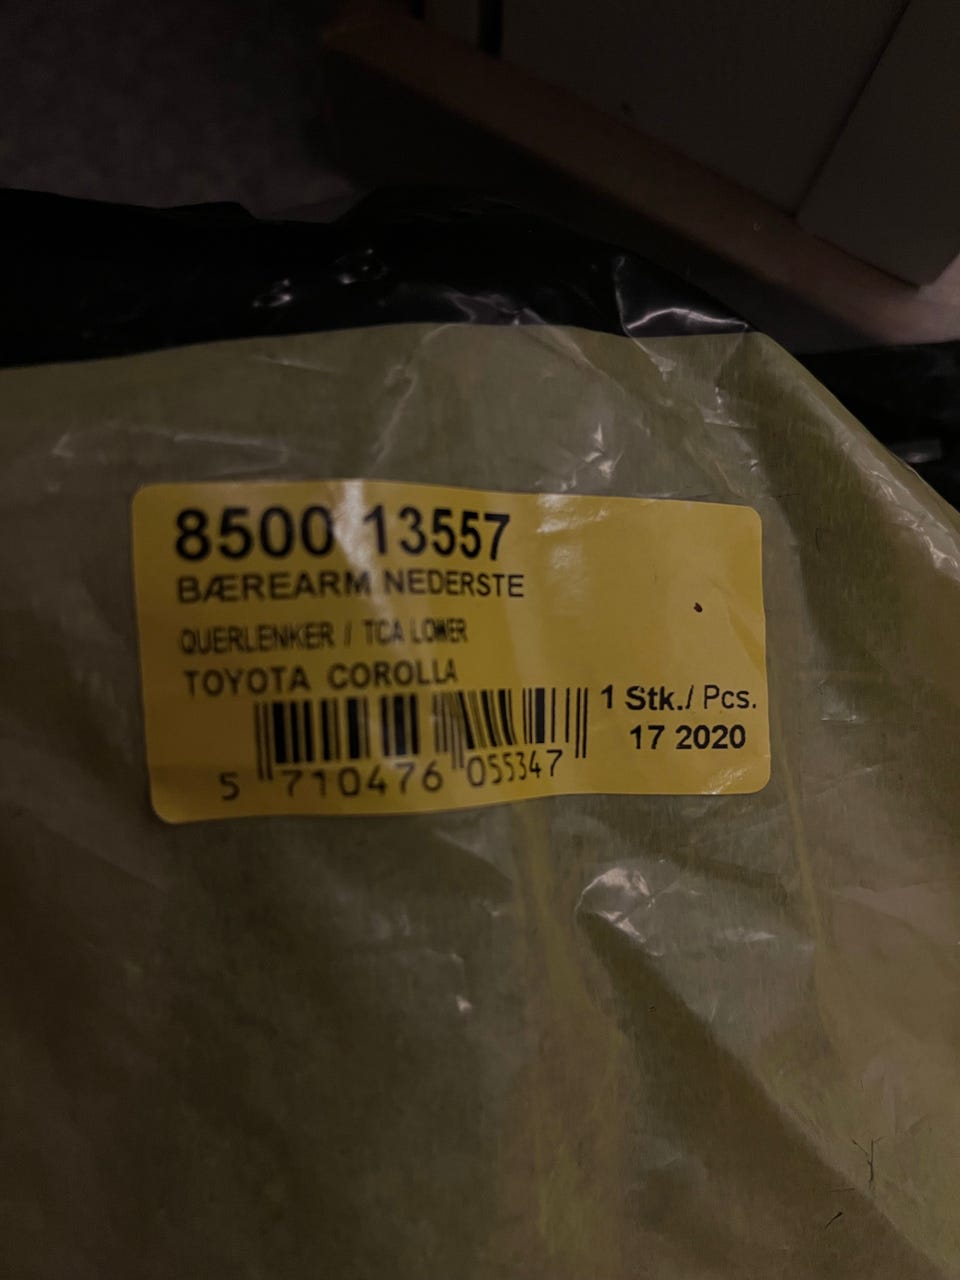 8500 13557
BÆREARM NEDERSTE
QUERLENKER / TCA LOWER
TOYOTA COROLLA
1 Stk./ Pcs.
17 2020
5 710476 055347